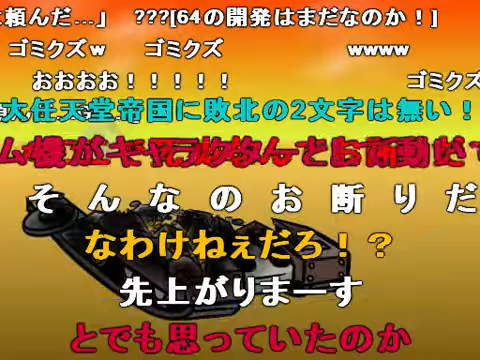 頼んだ…」　???[64の開発はまだなのか！]
ゴミクズｗ　ゴミクズ　wwww
おおおお！！！！！　ゴミクズ
大任天堂帝国に敗北の2文字は無い！
そんなのお断りだ
なわけねぇだろ！？
先上がりまーす
とでも思っていたのか